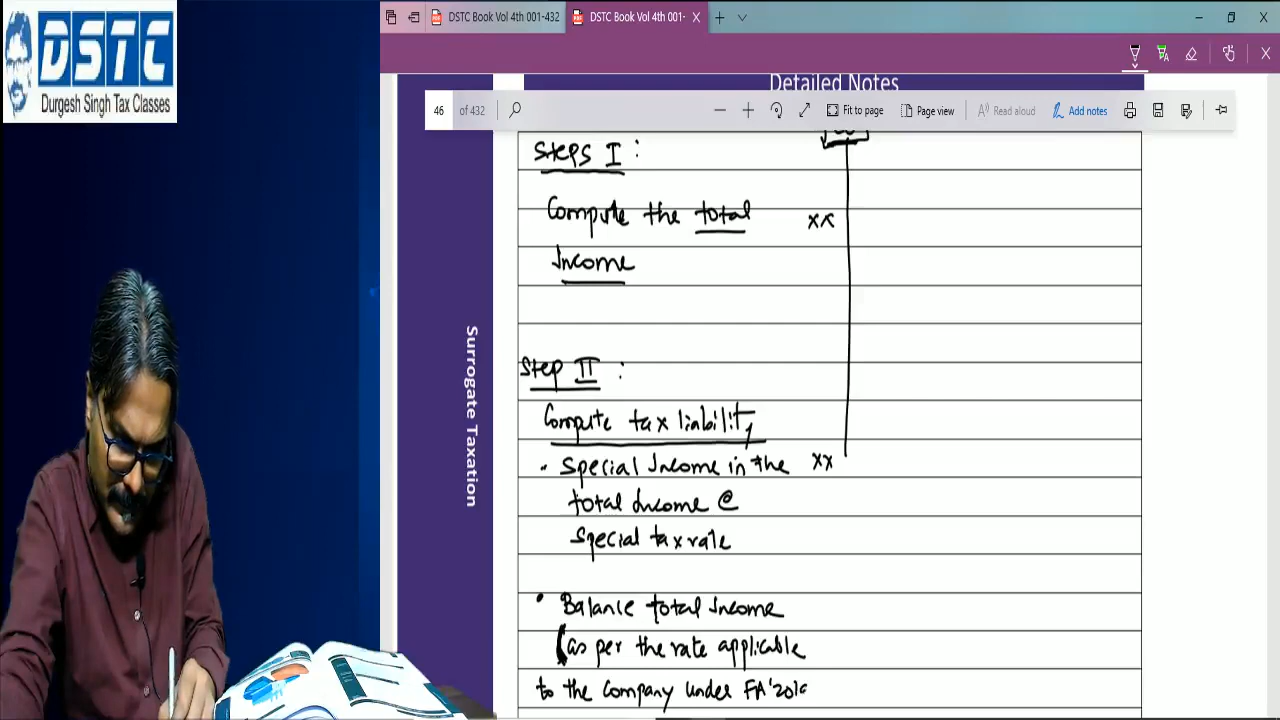 DSTC
Durgesh Singh Tax Classes
DSTC Book Vol 4th 001-432
DSTC Book Vol 4th 001-
Detailed Notes
46 of 432
Fit to page
Page view
Read aloud
Add notes
Surrogate Taxation
Steps I :
Compute the total xx
Income
Step II :
Compute tax liability
• Special Income in the xx
total Income @
Special tax rate
• Balance total Income
(as per the rate applicable
to the Company under FA'